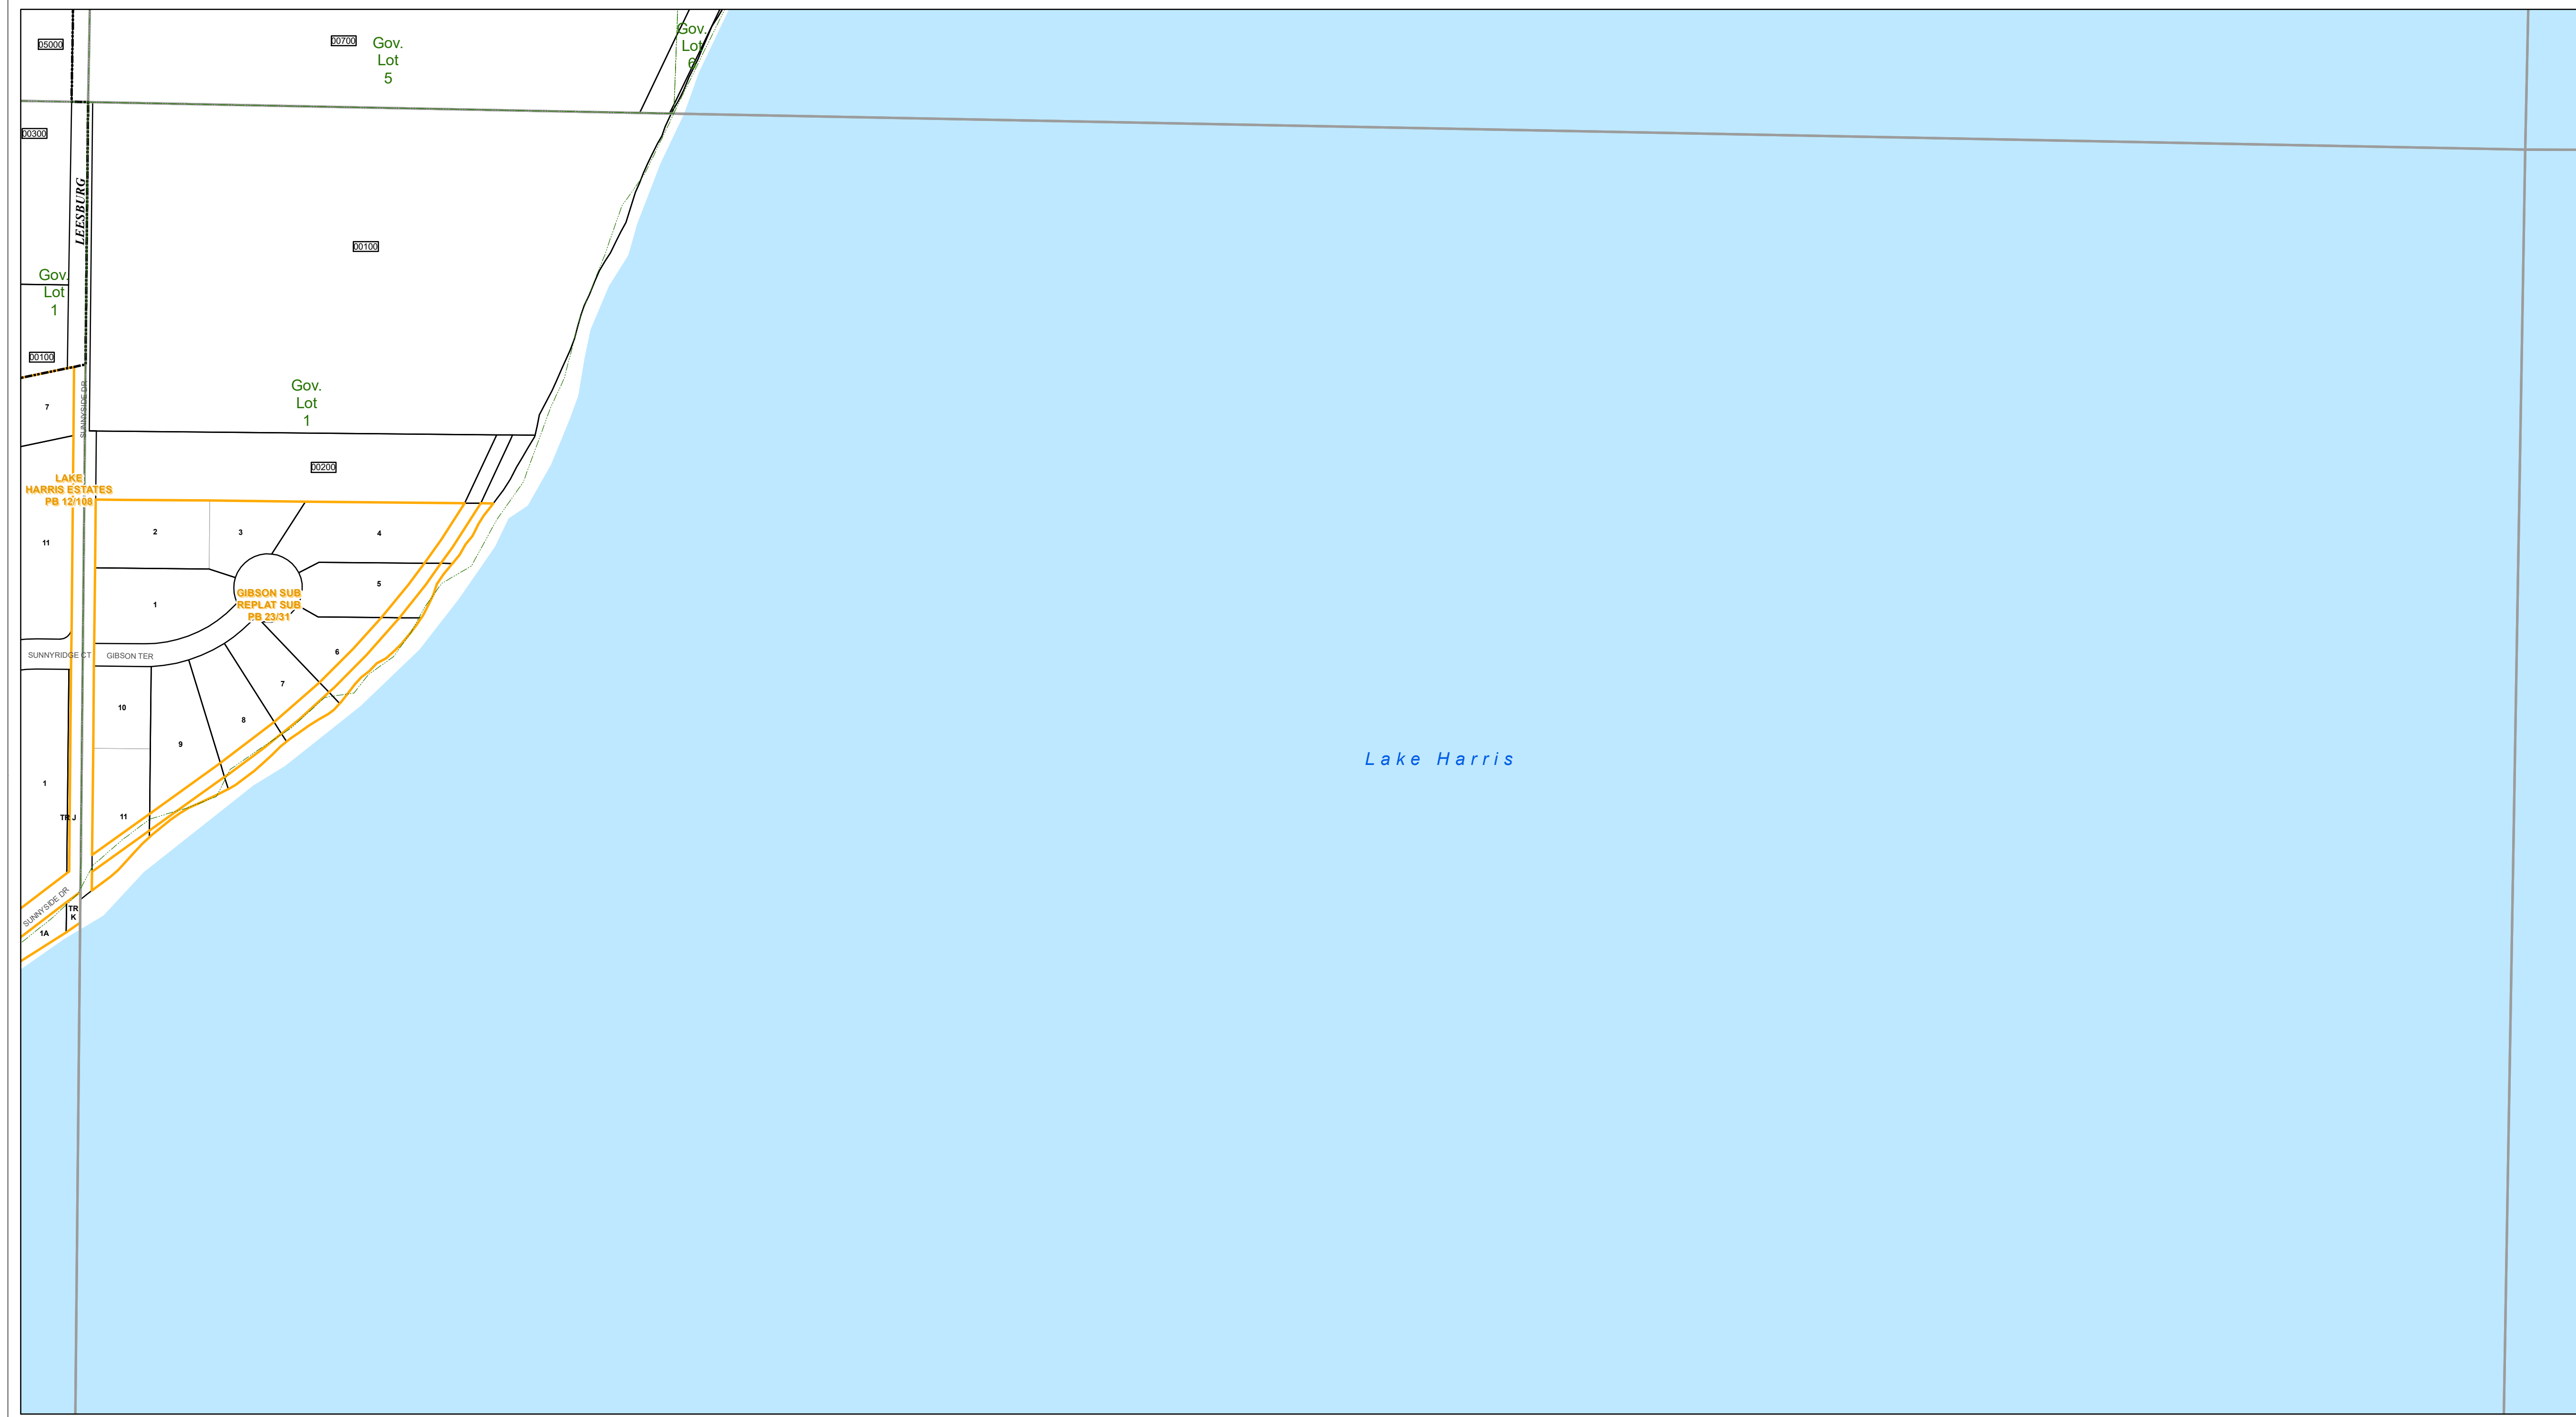 05000
00700
Gov.
Lot
5
Gov.
Lot
6
00300
LEESBURG
00100
Gov.
Lot
1
00100
SUNNYSIDE DR
7
Gov.
Lot
1
00200
LAKE
HARRIS ESTATES
PB 12/108
11
2
3
4
5
1
GIBSON SUB
REPLAT SUB
PB 23/31
SUNNYRIDGE CT
GIBSON TER
6
7
10
8
9
Lake Harris
1
TR J
11
SUNNYSIDE DR
TR
K
1A